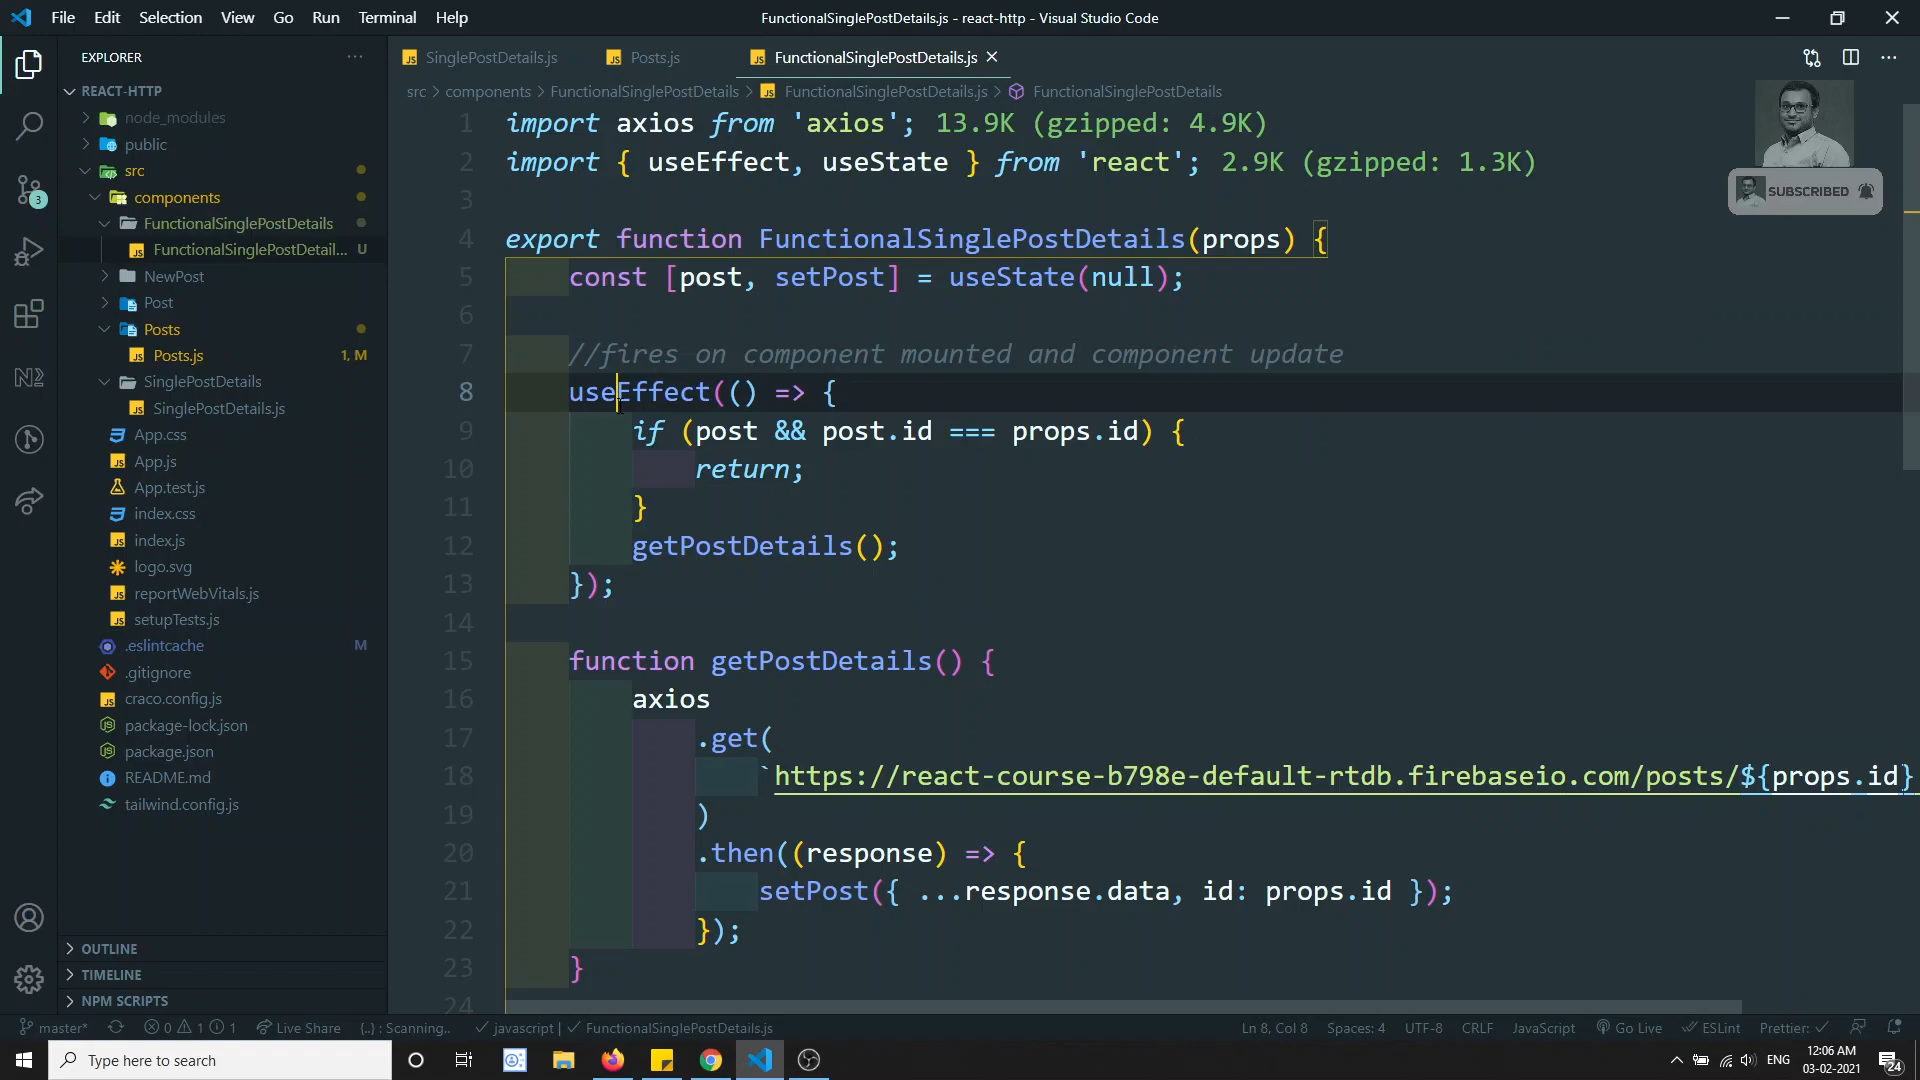 File Edit Selection View Go Run Terminal Help
FunctionalSinglePostDetails.js - react-http - Visual Studio Code
EXPLORER
SinglePostDetails.js
Posts.js
FunctionalSinglePostDetails.js
REACT-HTTP
src > components > FunctionalSinglePostDetails > FunctionalSinglePostDetails.js > FunctionalSinglePostDetails
node_modules
public
src
components
FunctionalSinglePostDetails
FunctionalSinglePostDetail... U
NewPost
Post
Posts
Posts.js 1, M
SinglePostDetails
SinglePostDetails.js
App.css
App.js
App.test.js
index.css
index.js
logo.svg
reportWebVitals.js
setupTests.js
.eslintcache M
.gitignore
craco.config.js
package-lock.json
package.json
README.md
tailwind.config.js
OUTLINE
TIMELINE
NPM SCRIPTS
3
1 import axios from 'axios'; 13.9K (gzipped: 4.9K)
2 import { useEffect, useState } from 'react'; 2.9K (gzipped: 1.3K)
3
4 export function FunctionalSinglePostDetails(props) {
5 const [post, setPost] = useState(null);
6
7 //fires on component mounted and component update
8 useEffect(() => {
9 if (post && post.id === props.id) {
10 return;
11 }
12 getPostDetails();
13 });
14
15 function getPostDetails() {
16 axios
17 .get(
18 `https://react-course-b798e-default-rtdb.firebaseio.com/posts/${props.id}
19 )
20 .then((response) => {
21 setPost({ ...response.data, id: props.id });
22 });
23 }
24
SUBSCRIBED
master* 0 1 1 Live Share {..} : Scanning.. javascript | FunctionalSinglePostDetails.js
Ln 8, Col 8 Spaces: 4 UTF-8 CRLF JavaScript Go Live ESLint Prettier:
Type here to search
ENG
12:06 AM
03-02-2021
24